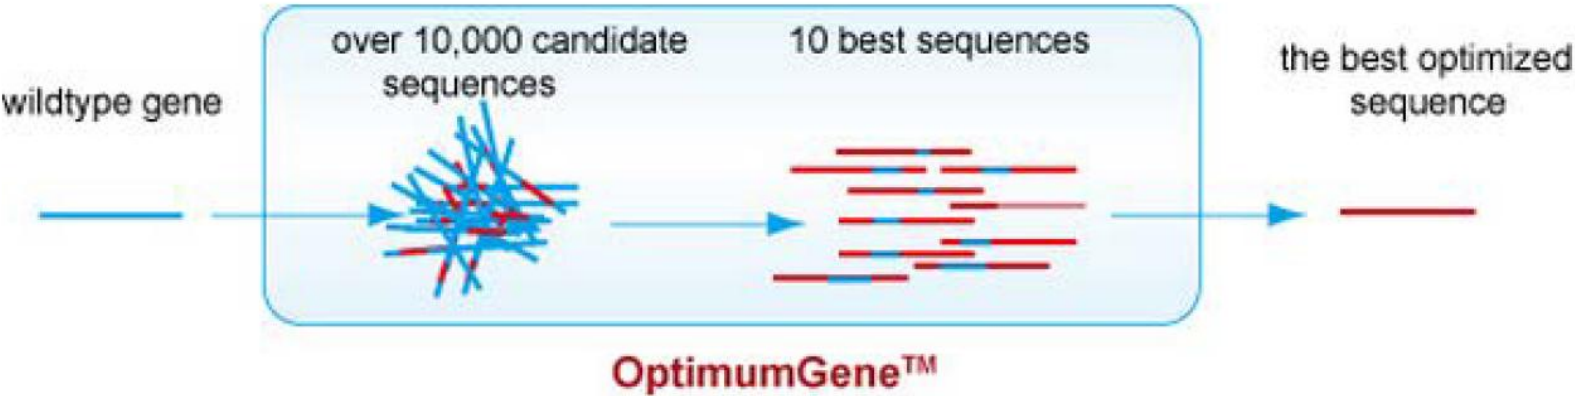 wildtype gene
over 10,000 candidate
sequences
10 best sequences
the best optimized
sequence
OptimumGene™